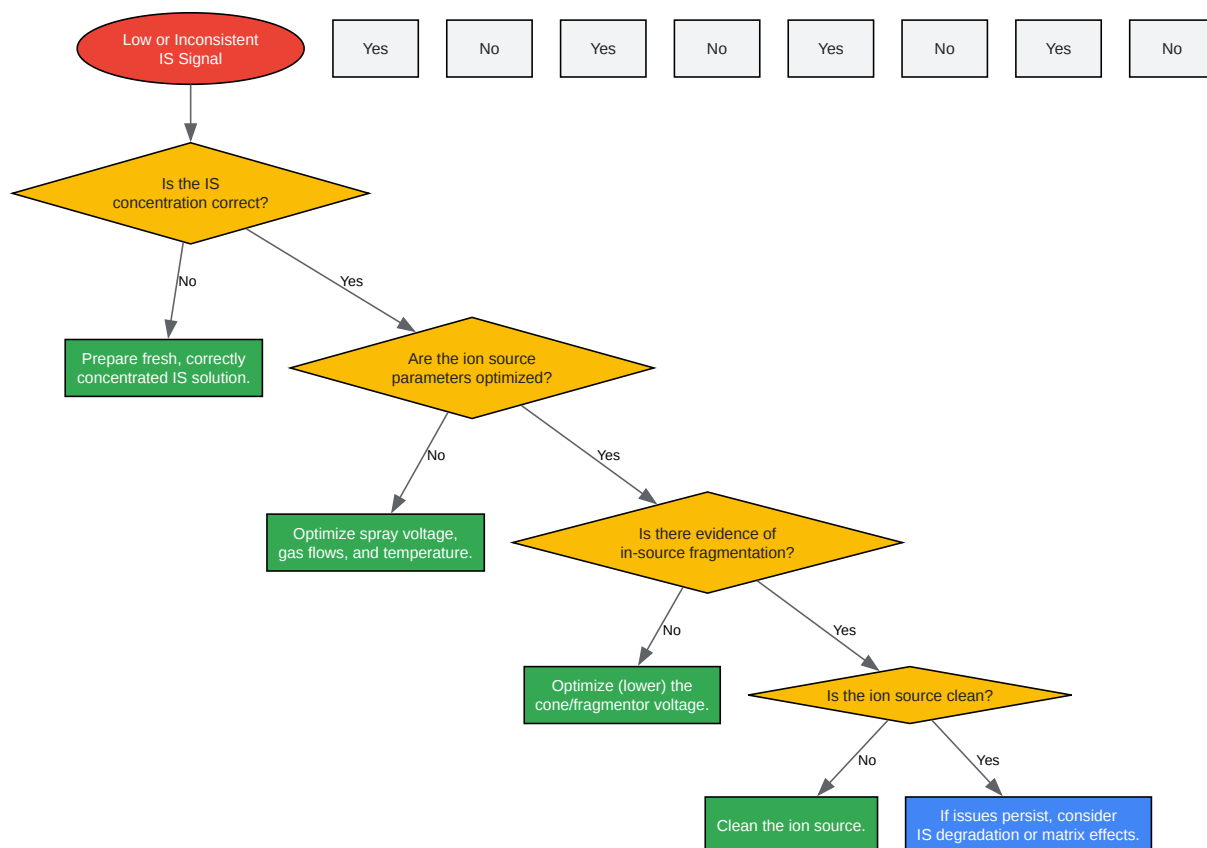 Low or Inconsistent
IS Signal
Yes
No
Yes
No
Yes
No
Yes
No
Is the IS
concentration correct?
No
Yes
Prepare fresh, correctly
concentrated IS solution.
Are the ion source
parameters optimized?
No
Yes
Optimize spray voltage,
gas flows, and temperature.
Is there evidence of
in-source fragmentation?
No
Yes
Optimize (lower) the
cone/fragmentor voltage.
Is the ion source clean?
No
Yes
Clean the ion source.
If issues persist, consider
IS degradation or matrix effects.